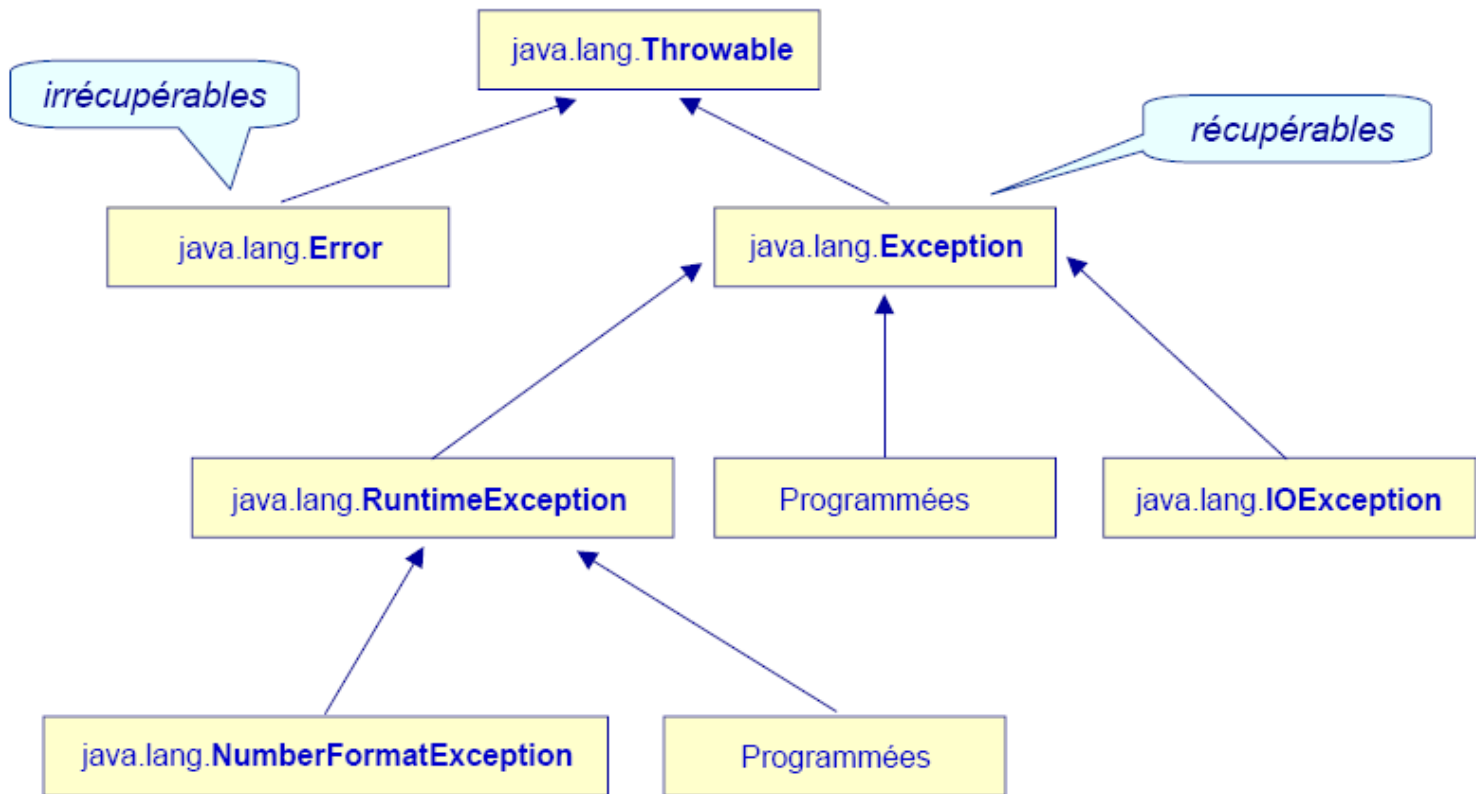 java.lang.Throwable
irrécupérables
récupérables
java.lang.Error
java.lang.Exception
java.lang.RuntimeException
Programmées
java.lang.IOException
java.lang.NumberFormatException
Programmées